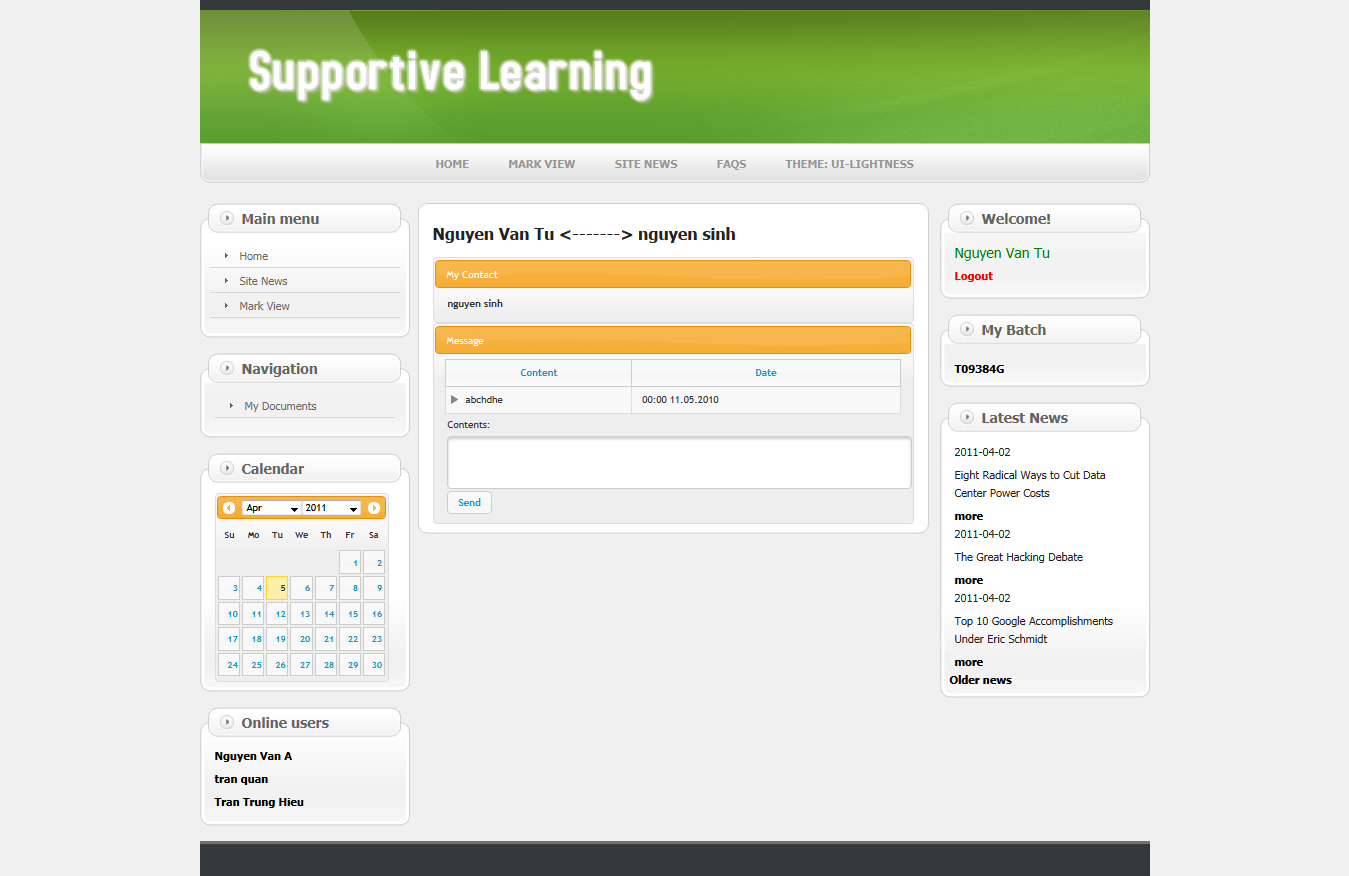 Supportive Learning
HOME MARK VIEW SITE NEWS FAQS THEME: UI-LIGHTNESS
Main menu
Home
Site News
Mark View
Navigation
My Documents
Calendar
Apr 2011
Su Mo Tu We Th Fr Sa
1 2
3 4 5 6 7 8 9
10 11 12 13 14 15 16
17 18 19 20 21 22 23
24 25 26 27 28 29 30
Online users
Nguyen Van A
tran quan
Tran Trung Hieu
Nguyen Van Tu <-------> nguyen sinh
My Contact
nguyen sinh
Message
Content Date
abchdhe 00:00 11.05.2010
Contents:
Send
Welcome!
Nguyen Van Tu
Logout
My Batch
T09384G
Latest News
2011-04-02
Eight Radical Ways to Cut Data
Center Power Costs
more
2011-04-02
The Great Hacking Debate
more
2011-04-02
Top 10 Google Accomplishments
Under Eric Schmidt
more
Older news